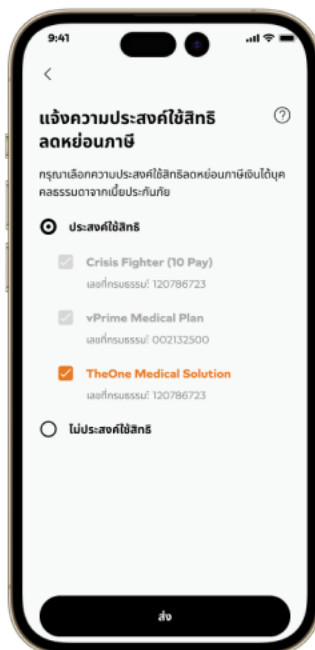 9:41
แจ้งความประสงค์ใช้สิทธิ
ลดหย่อนภาษี
?
กรุณาเลือกความประสงค์ใช้สิทธิลดหย่อนภาษีเงินได้บุค
คลธรรมดาจากเบี้ยประกันภัย
ประสงค์ใช้สิทธิ
Crisis Fighter (10 Pay)
เลขที่กรมธรรม์: 120786723
vPrime Medical Plan
เลขที่กรมธรรม์: 002132500
TheOne Medical Solution
เลขที่กรมธรรม์: 120786723
ไม่ประสงค์ใช้สิทธิ
ส่ง